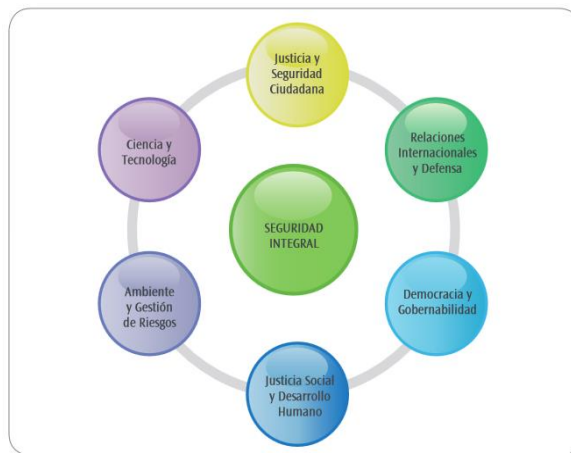 Justicia y
Seguridad
Ciudadana
Ciencia y
Tecnología
Relaciones
Internacionales
y Defensa
SEGURIDAD
INTEGRAL
Ambiente
y Gestión
de Riesgos
Democracia y
Gobernabilidad
Justicia Social
y Desarrollo
Humano